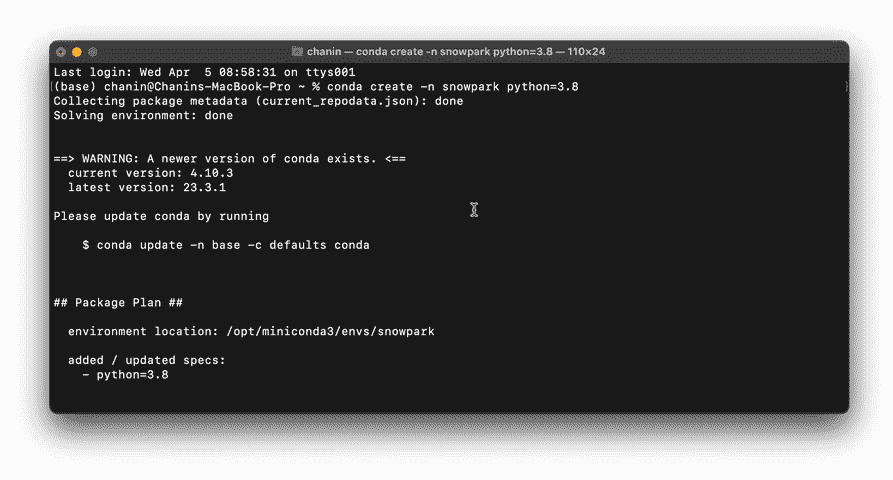 chanin — conda create -n snowpark python=3.8 — 110×24
Last login: Wed Apr  5 08:58:31 on ttys001
(base) chanin@Chanins-MacBook-Pro ~ % conda create -n snowpark python=3.8
Collecting package metadata (current_repodata.json): done
Solving environment: done
==> WARNING: A newer version of conda exists. <==
  current version: 4.10.3
  latest version: 23.3.1
Please update conda by running
    $ conda update -n base -c defaults conda
## Package Plan ##
  environment location: /opt/miniconda3/envs/snowpark
  added / updated specs:
    - python=3.8